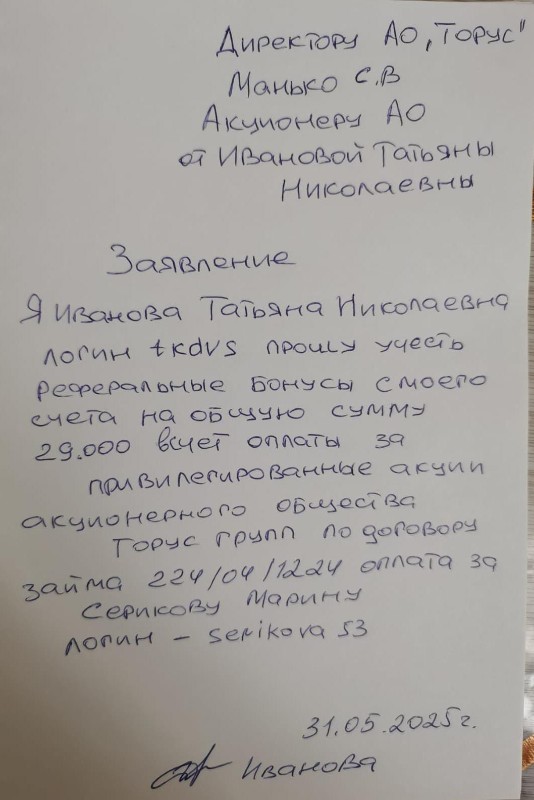 Директору АО „Торус"
Манько С.В
Акционеру АО
от Ивановой Татьяны
Николаевны
Заявление
Я Иванова Татьяна Николаевна
логин tkdvs прошу учесть
реферальные бонусы с моего
счета на общую сумму
29.000 всчет оплаты за
привилегированные акции
акционерного общества
Торус групп по договору
займа 224/04/1224 оплата за
Серикову Марину
логин – serikova 53
31.05.2025г.
Иванова